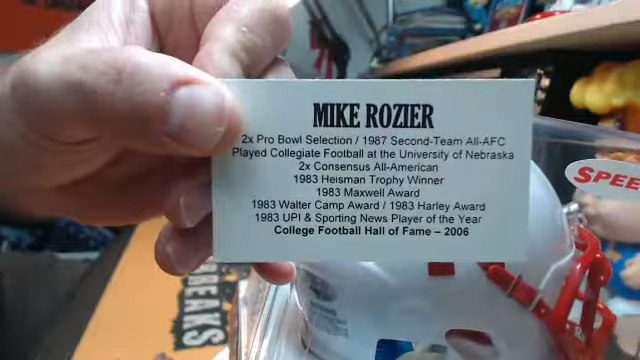 MIKE ROZIER
2x Pro Bowl Selection / 1987 Second-Team All-AFC
Played Collegiate Football at the University of Nebraska
2x Consensus All-American
1983 Heisman Trophy Winner
1983 Maxwell Award
1983 Walter Camp Award / 1983 Harley Award
1983 UPI & Sporting News Player of the Year
College Football Hall of Fame – 2006
SPEE
BREAKS